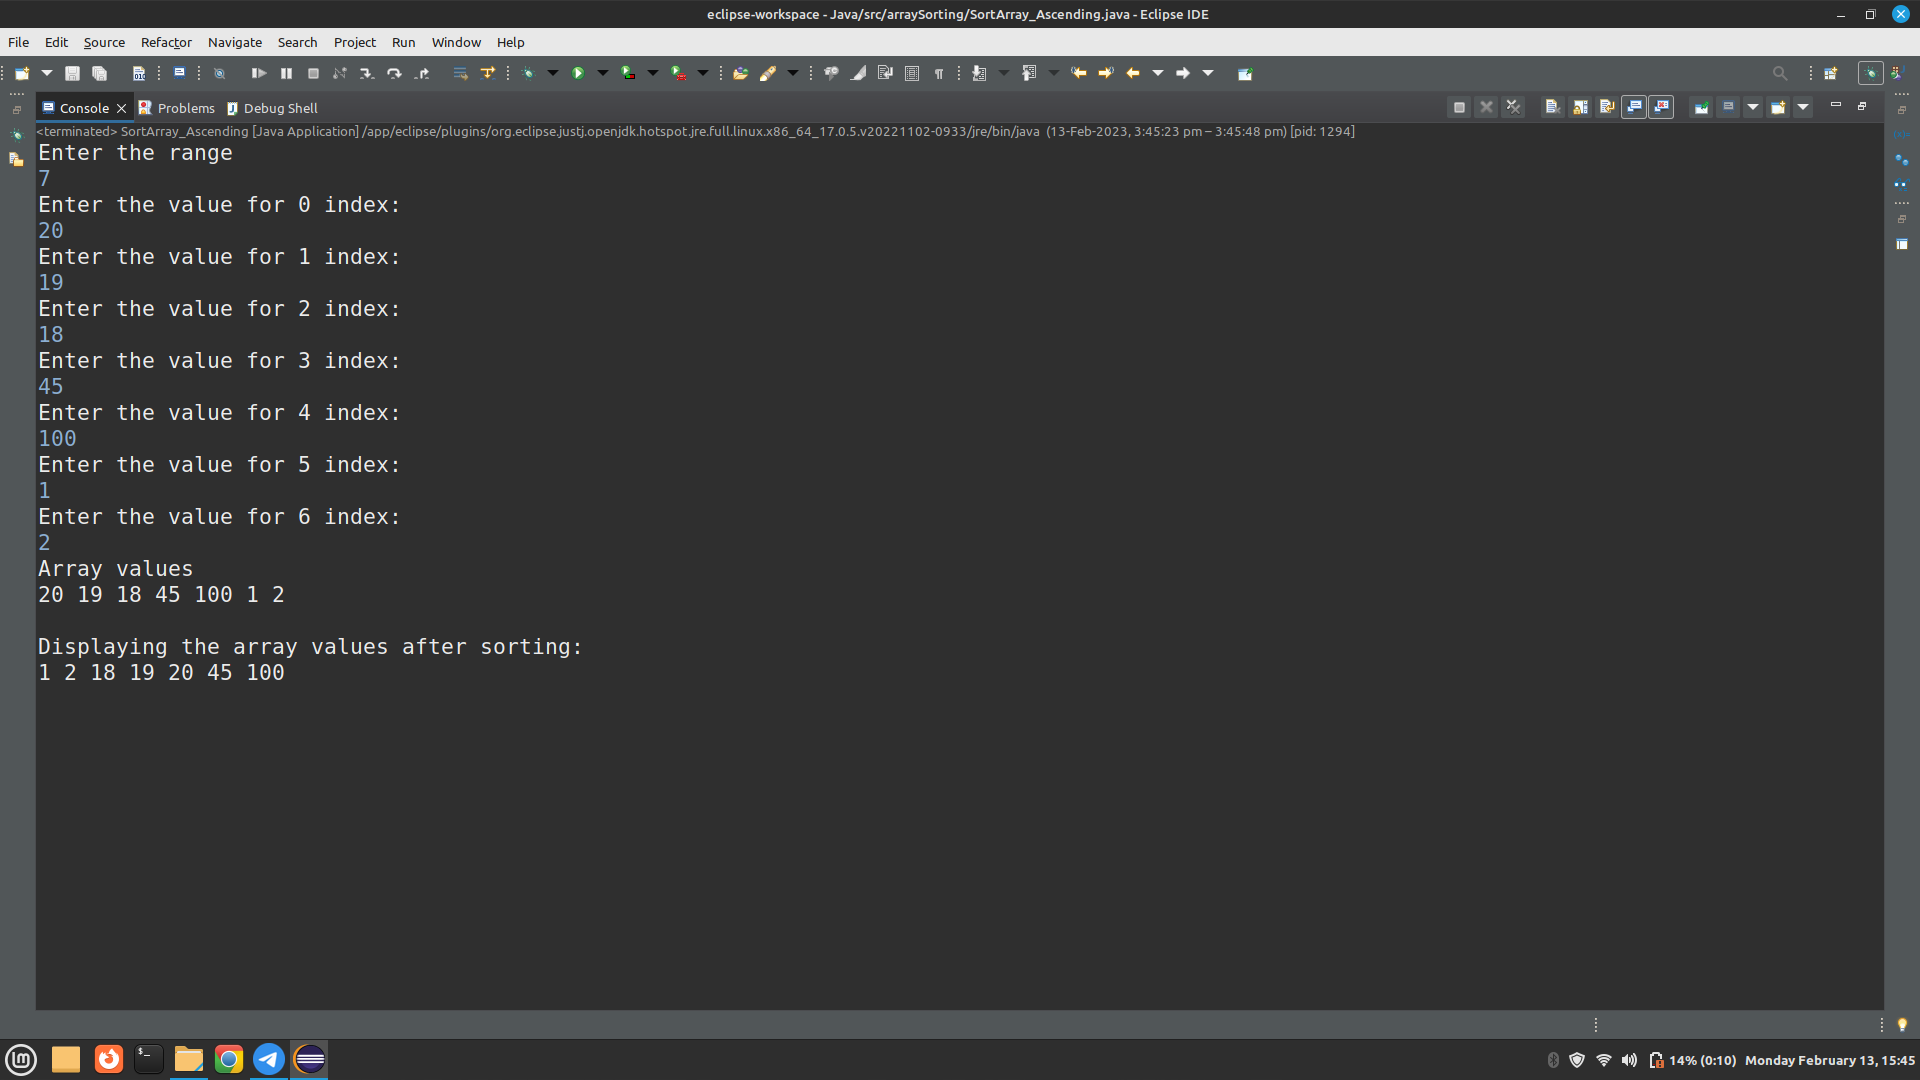 eclipse-workspace - Java/src/arraySorting/SortArray_Ascending.java - Eclipse IDE
File Edit Source Refactor Navigate Search Project Run Window Help
Console Problems Debug Shell
<terminated> SortArray_Ascending [Java Application] /app/eclipse/plugins/org.eclipse.justj.openjdk.hotspot.jre.full.linux.x86_64_17.0.5.v20221102-0933/jre/bin/java (13-Feb-2023, 3:45:23 pm – 3:45:48 pm) [pid: 1294]
Enter the range
7
Enter the value for 0 index:
20
Enter the value for 1 index:
19
Enter the value for 2 index:
18
Enter the value for 3 index:
45
Enter the value for 4 index:
100
Enter the value for 5 index:
1
Enter the value for 6 index:
2
Array values
20 19 18 45 100 1 2
Displaying the array values after sorting:
1 2 18 19 20 45 100
14% (0:10) Monday February 13, 15:45